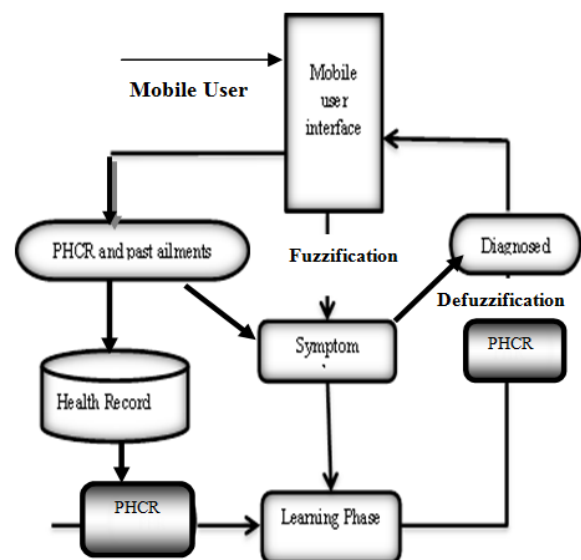 Mobile User
Mobile
user
interface
PHCR and past ailments
Fuzzification
Diagnosed
Defuzzification
Symptom
PHCR
Health Record
PHCR
Learning Phase